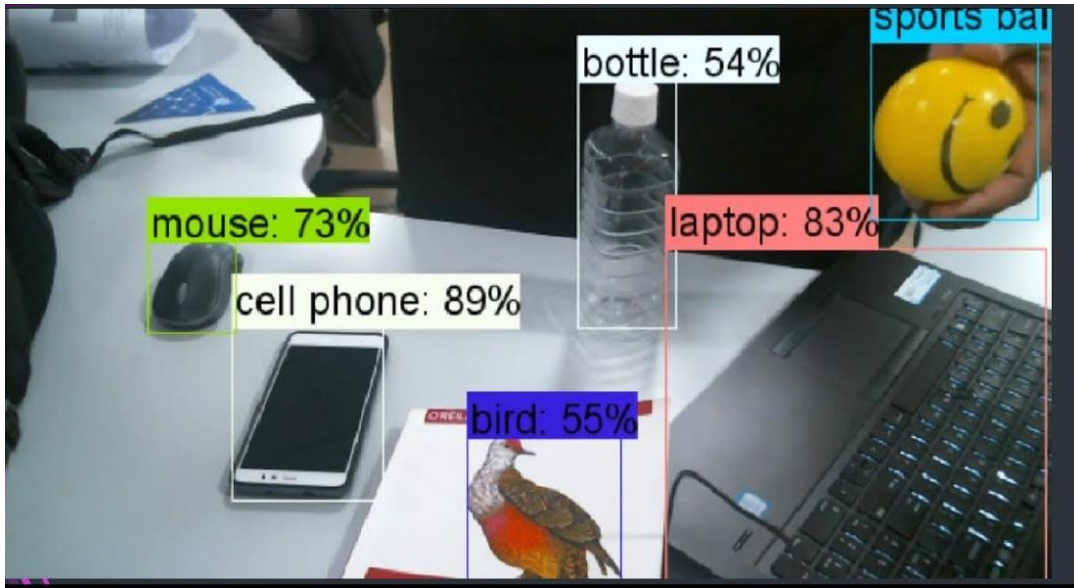 sports bal
bottle: 54%
mouse: 73%
laptop: 83%
cell phone: 89%
bird: 55%